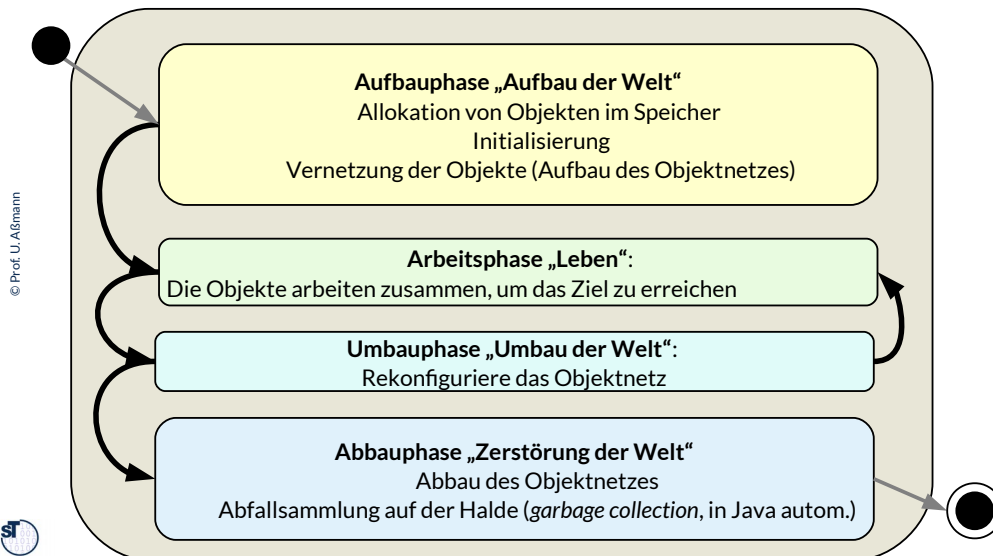 Aufbauphase „Aufbau der Welt“
Allokation von Objekten im Speicher
Initialisierung
Vernetzung der Objekte (Aufbau des Objektnetzes)
Arbeitsphase „Leben“:
Die Objekte arbeiten zusammen, um das Ziel zu erreichen
Umbauphase „Umbau der Welt“:
Rekonfiguriere das Objektnetz
Abbauphase „Zerstörung der Welt“
Abbau des Objektnetzes
Abfallsammlung auf der Halde (garbage collection, in Java autom.)
© Prof. U. Aßmann
ST